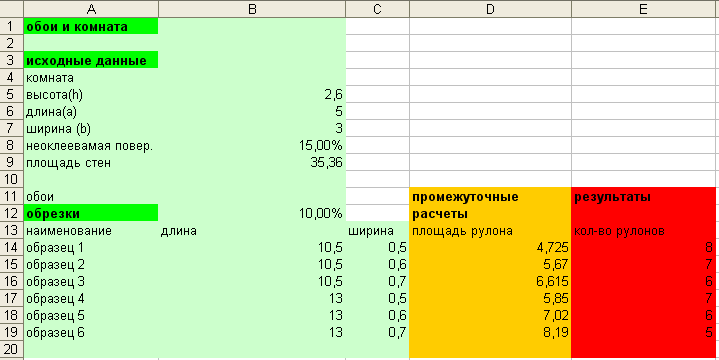 A B C D E
1 обои и комната
2
3 исходные данные
4 комната
5 высота(h) 2,6
6 длина(a) 5
7 ширина (b) 3
8 неоклеевамая повер. 15,00%
9 площадь стен 35,36
10
11 обои промежуточные результаты
12 обрезки 10,00% расчеты
13 наименование длина ширина площадь рулона кол-во рулонов
14 образец 1 10,5 0,5 4,725 8
15 образец 2 10,5 0,6 5,67 7
16 образец 3 10,5 0,7 6,615 6
17 образец 4 13 0,5 5,85 7
18 образец 5 13 0,6 7,02 6
19 образец 6 13 0,7 8,19 5
20